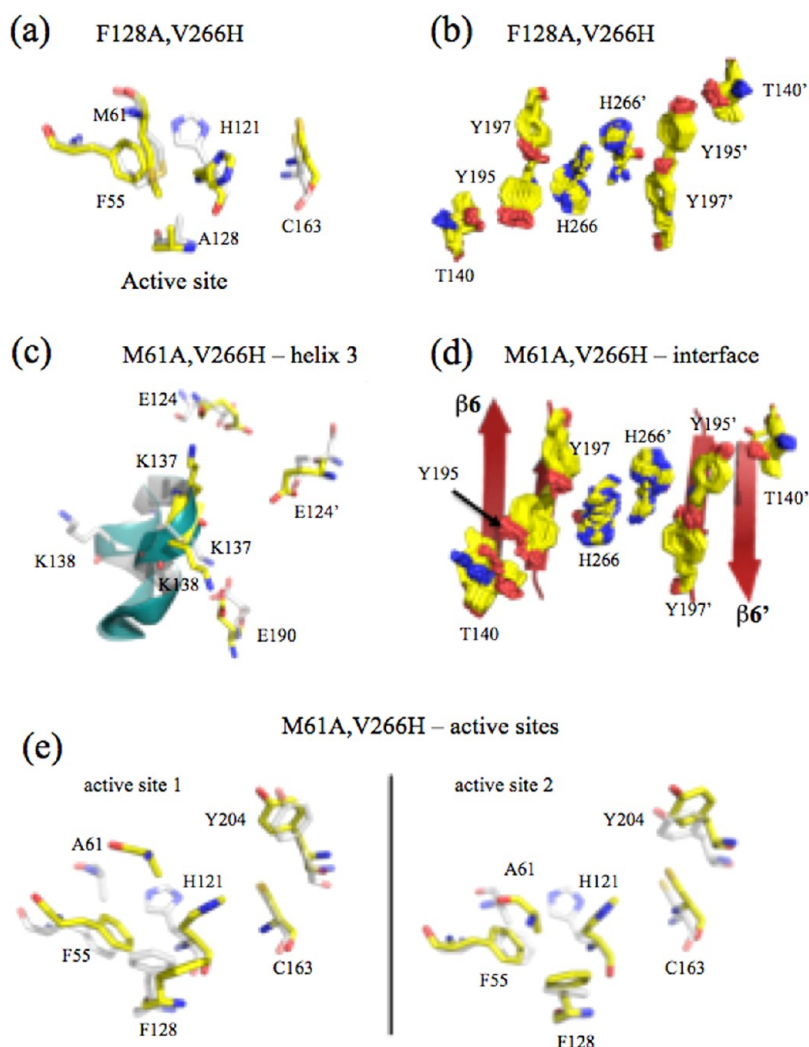 (a)
F128A,V266H
M61
H121
F55
A128
C163
Active site
(b)
F128A,V266H
T140'
H266'
Y197
Y195'
Y195
Y197'
H266
T140
(c)
M61A,V266H – helix 3
E124
K137
E124'
K138
K137
K138
E190
(d)
M61A,V266H – interface
β6
Y195'
Y197
H266'
Y195
T140'
H266
Y197'
T140
β6'
M61A,V266H – active sites
(e)
active site 1
Y204
A61
H121
F55
C163
F128
active site 2
Y204
A61
H121
F55
C163
F128